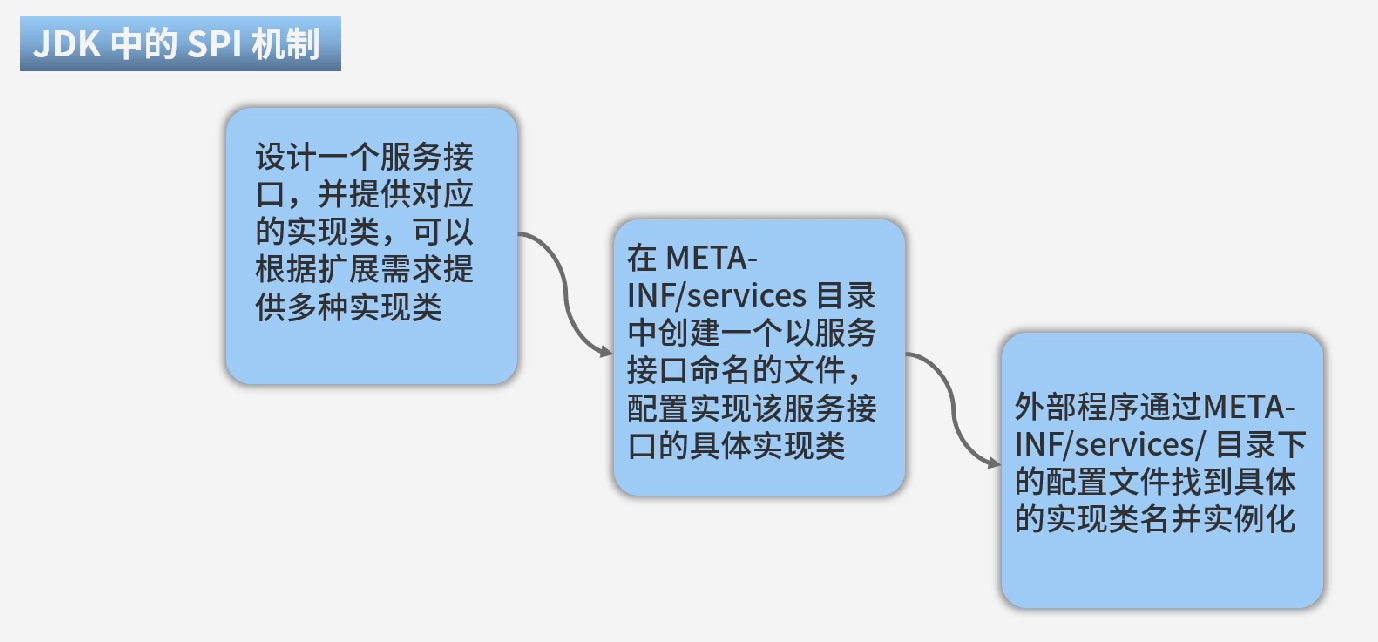 JDK 中的 SPI 机制
设计一个服务接
口，并提供对应
的实现类，可以
根据扩展需求提
供多种实现类
在 META-
INF/services 目录
中创建一个以服务
接口命名的文件，
配置实现该服务接
口的具体实现类
外部程序通过META-
INF/services/ 目录下
的配置文件找到具体
的实现类名并实例化